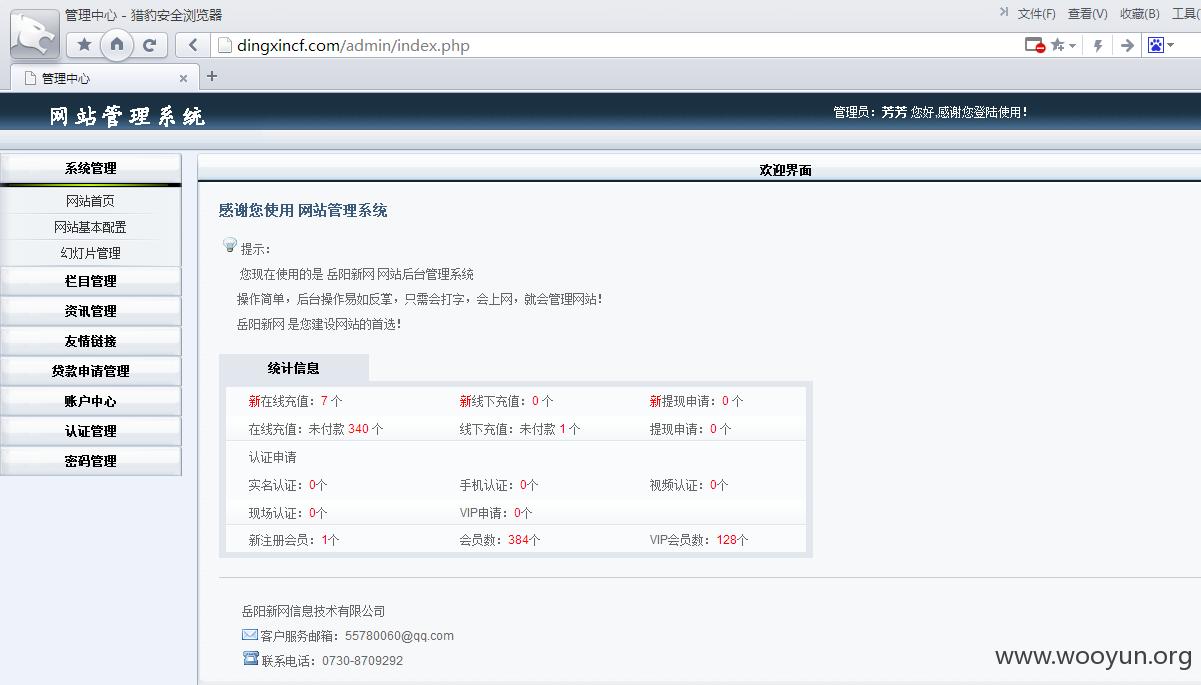 管理中心 - 猎豹安全浏览器
文件(F) 查看(V) 收藏(B) 工具(
dingxincf.com/admin/index.php
管理中心
网站管理系统
管理员：芳芳 您好,感谢您登陆使用！
系统管理
网站首页
网站基本配置
幻灯片管理
栏目管理
资讯管理
友情链接
贷款申请管理
账户中心
认证管理
密码管理
欢迎界面
感谢您使用 网站管理系统
提示：
您现在使用的是 岳阳新网 网站后台管理系统
操作简单，后台操作易如反掌，只需会打字，会上网，就会管理网站！
岳阳新网 是您建设网站的首选！
统计信息
新在线充值：7 个 新线下充值：0 个 新提现申请：0 个
在线充值：未付款 340 个 线下充值：未付款 1 个 提现申请：0 个
认证申请
实名认证：0个 手机认证：0个 视频认证：0个
现场认证：0个 VIP申请：0个
新注册会员：1个 会员数：384个 VIP会员数：128个
岳阳新网信息技术有限公司
客户服务邮箱：55780060@qq.com
联系电话：0730-8709292
www.wooyun.org